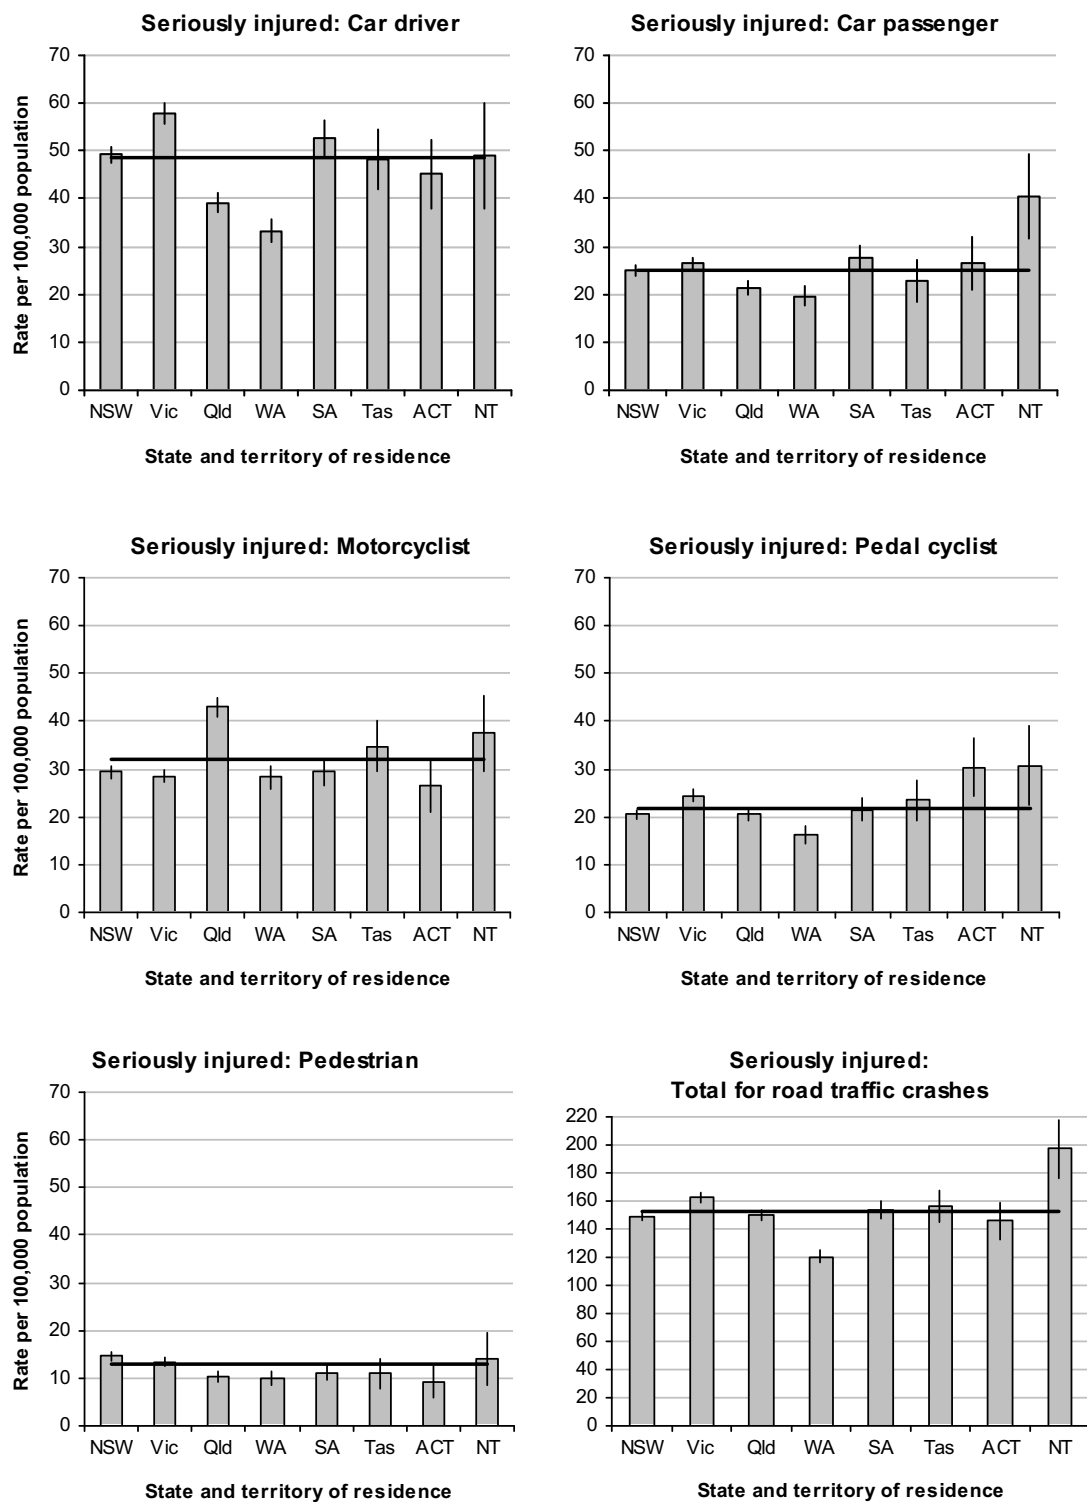 Seriously injured: Car driver
Rate per 100,000 population
70
60
50
40
30
20
10
0
NSW Vic Qld WA SA Tas ACT NT
State and territory of residence
Seriously injured: Car passenger
70
60
50
40
30
20
10
0
NSW Vic Qld WA SA Tas ACT NT
State and territory of residence
Seriously injured: Motorcyclist
Rate per 100,000 population
70
60
50
40
30
20
10
0
NSW Vic Qld WA SA Tas ACT NT
State and territory of residence
Seriously injured: Pedal cyclist
70
60
50
40
30
20
10
0
NSW Vic Qld WA SA Tas ACT NT
State and territory of residence
Seriously injured: Pedestrian
Rate per 100,000 population
70
60
50
40
30
20
10
0
NSW Vic Qld WA SA Tas ACT NT
State and territory of residence
Seriously injured:
Total for road traffic crashes
220
200
180
160
140
120
100
80
60
40
20
0
NSW Vic Qld WA SA Tas ACT NT
State and territory of residence